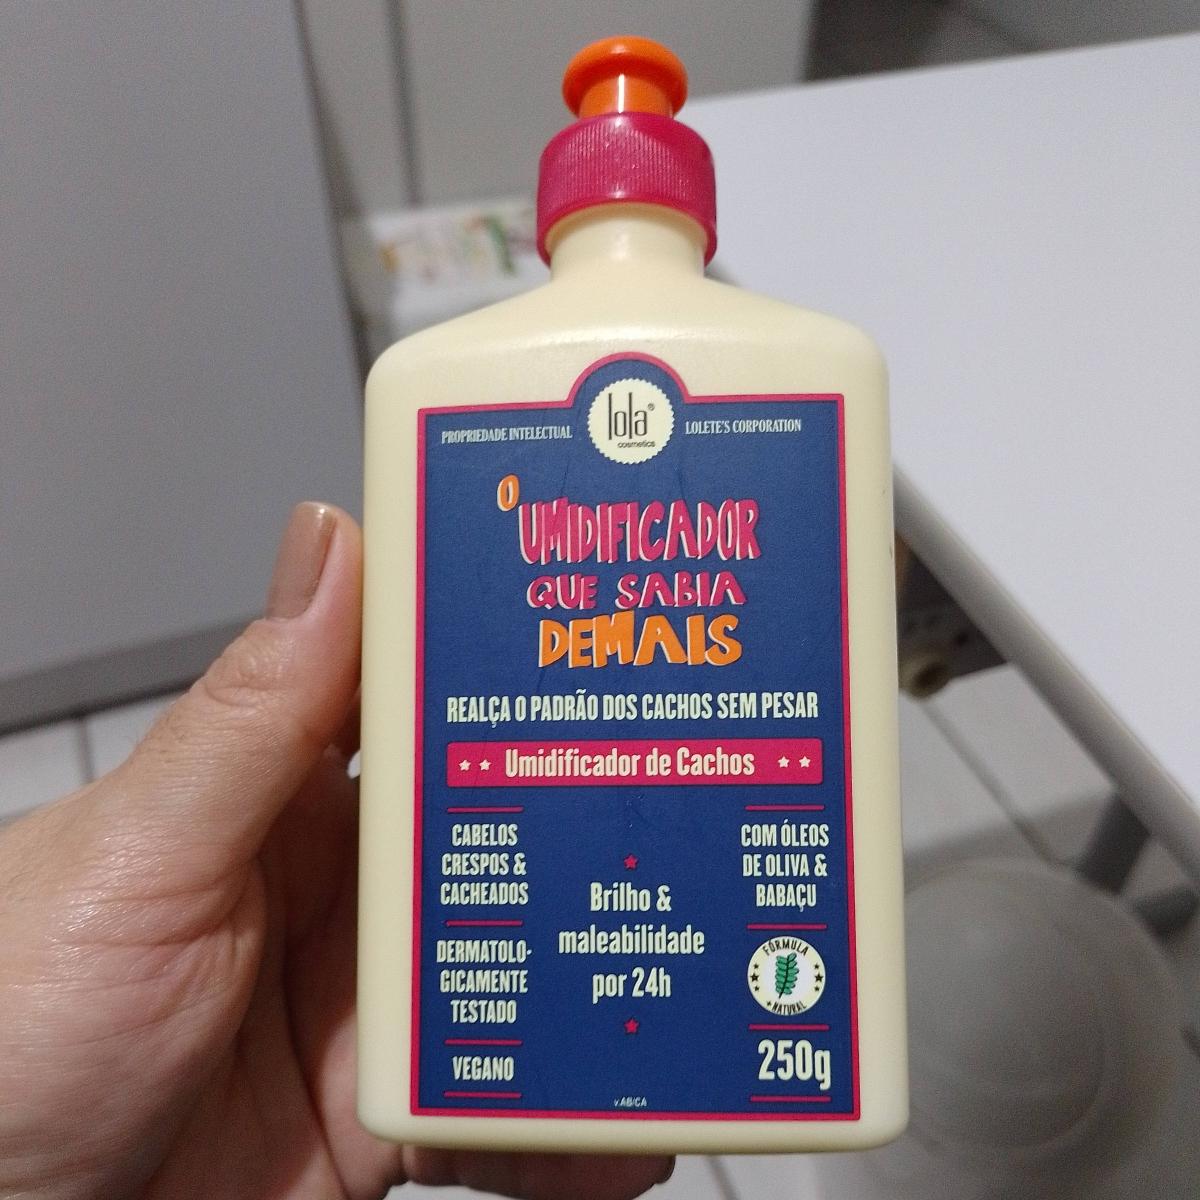 PROPRIEDADE INTELECTUAL
lola®
cosmetics
LOLETE'S CORPORATION
O
UMIDIFICADOR
QUE SABIA
DEMAIS
REALÇA O PADRÃO DOS CACHOS SEM PESAR
Umidificador de Cachos
CABELOS
CRESPOS &
CACHEADOS
DERMATOLO-
GICAMENTE
TESTADO
VEGANO
Brilho &
maleabilidade
por 24h
COM ÓLEOS
DE OLIVA &
BABAÇU
FÓRMULA
NATURAL
250g
v.AB/CA